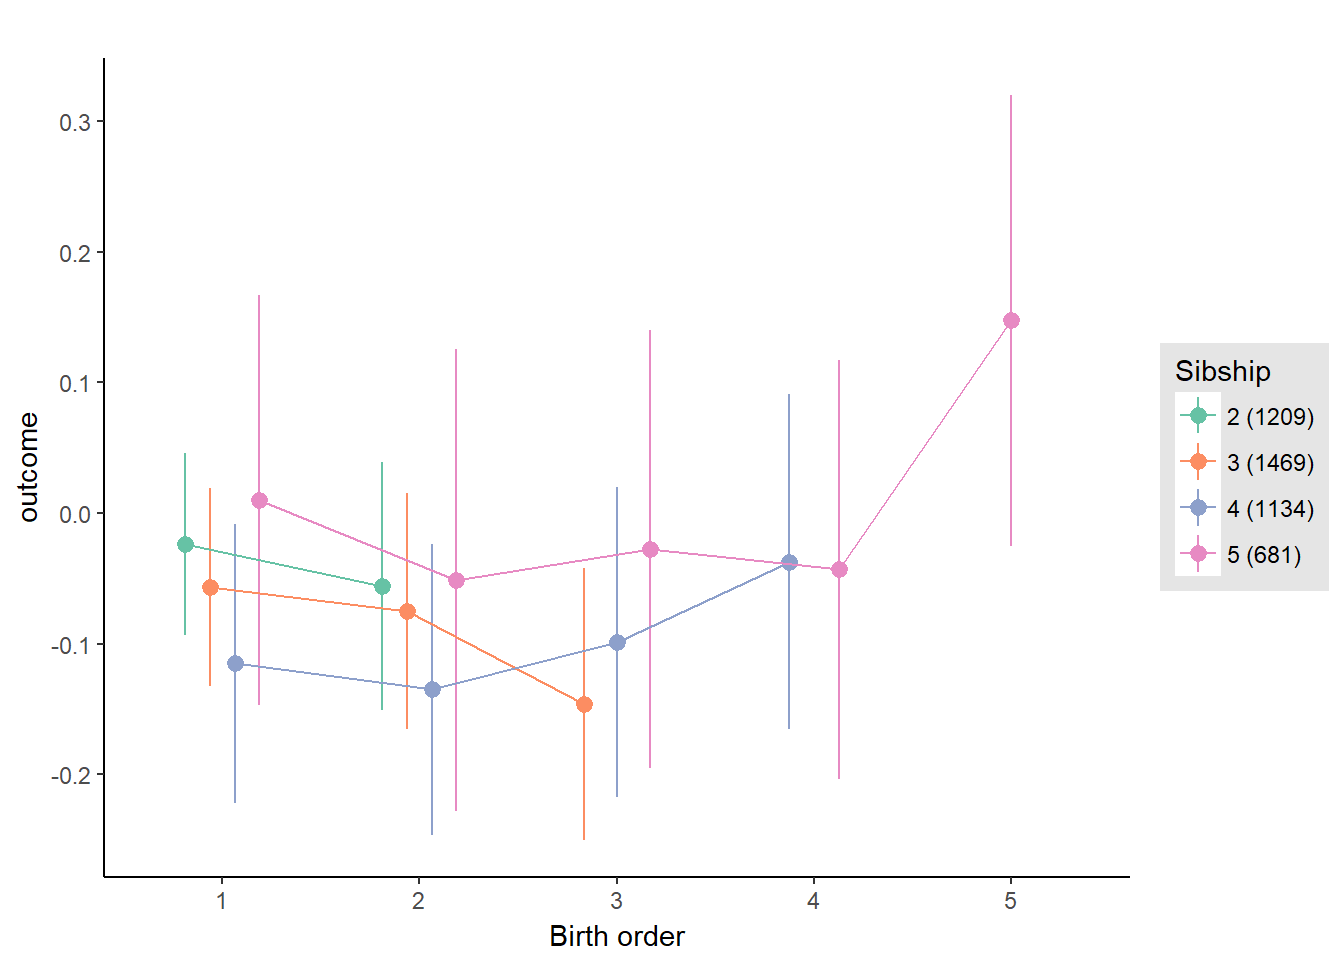 0.3
0.2
0.1
0.0
-0.1
-0.2
outcome
1 2 3 4 5
Birth order
Sibship
2 (1209)
3 (1469)
4 (1134)
5 (681)